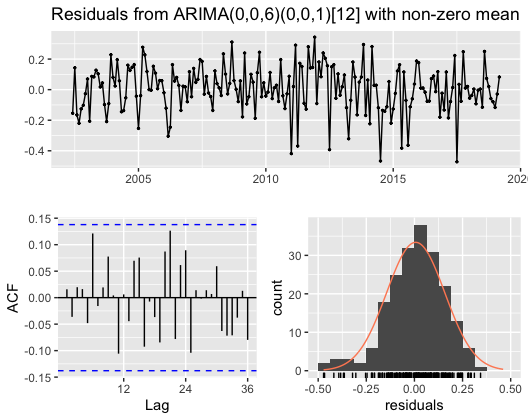 Residuals from ARIMA(0,0,6)(0,0,1)[12] with non-zero mean
0.2
0.0
-0.2
-0.4
2005 2010 2015 2020
0.15
0.10
0.05
0.00
-0.05
-0.10
-0.15
ACF
12 24 36
Lag
30
20
10
0
count
-0.50 -0.25 0.00 0.25 0.50
residuals